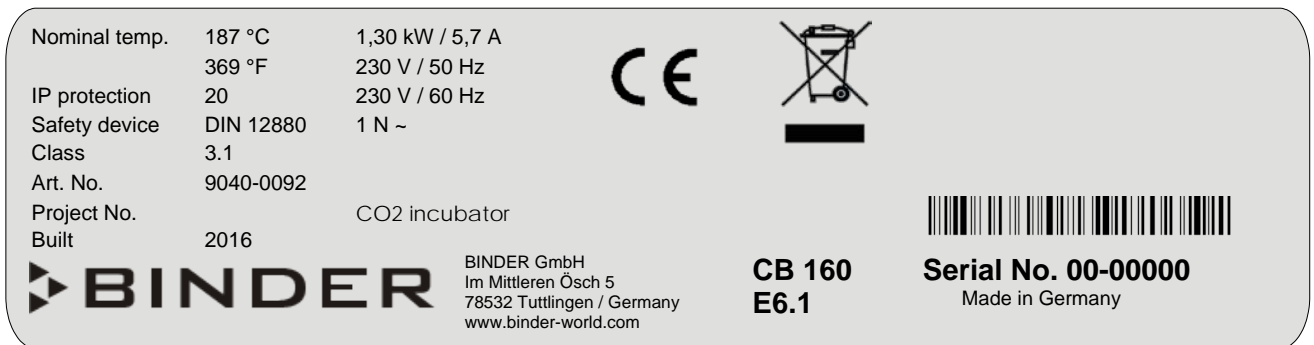 Nominal temp. 187 °C 1,30 kW / 5,7 A
369 °F 230 V / 50 Hz
IP protection 20 230 V / 60 Hz
Safety device DIN 12880 1 N ~
Class 3.1
Art. No. 9040-0092
Project No. CO2 incubator
Built 2016
CE
BINDER
BINDER GmbH
Im Mittleren Ösch 5
78532 Tuttlingen / Germany
www.binder-world.com
CB 160
E6.1
Serial No. 00-00000
Made in Germany